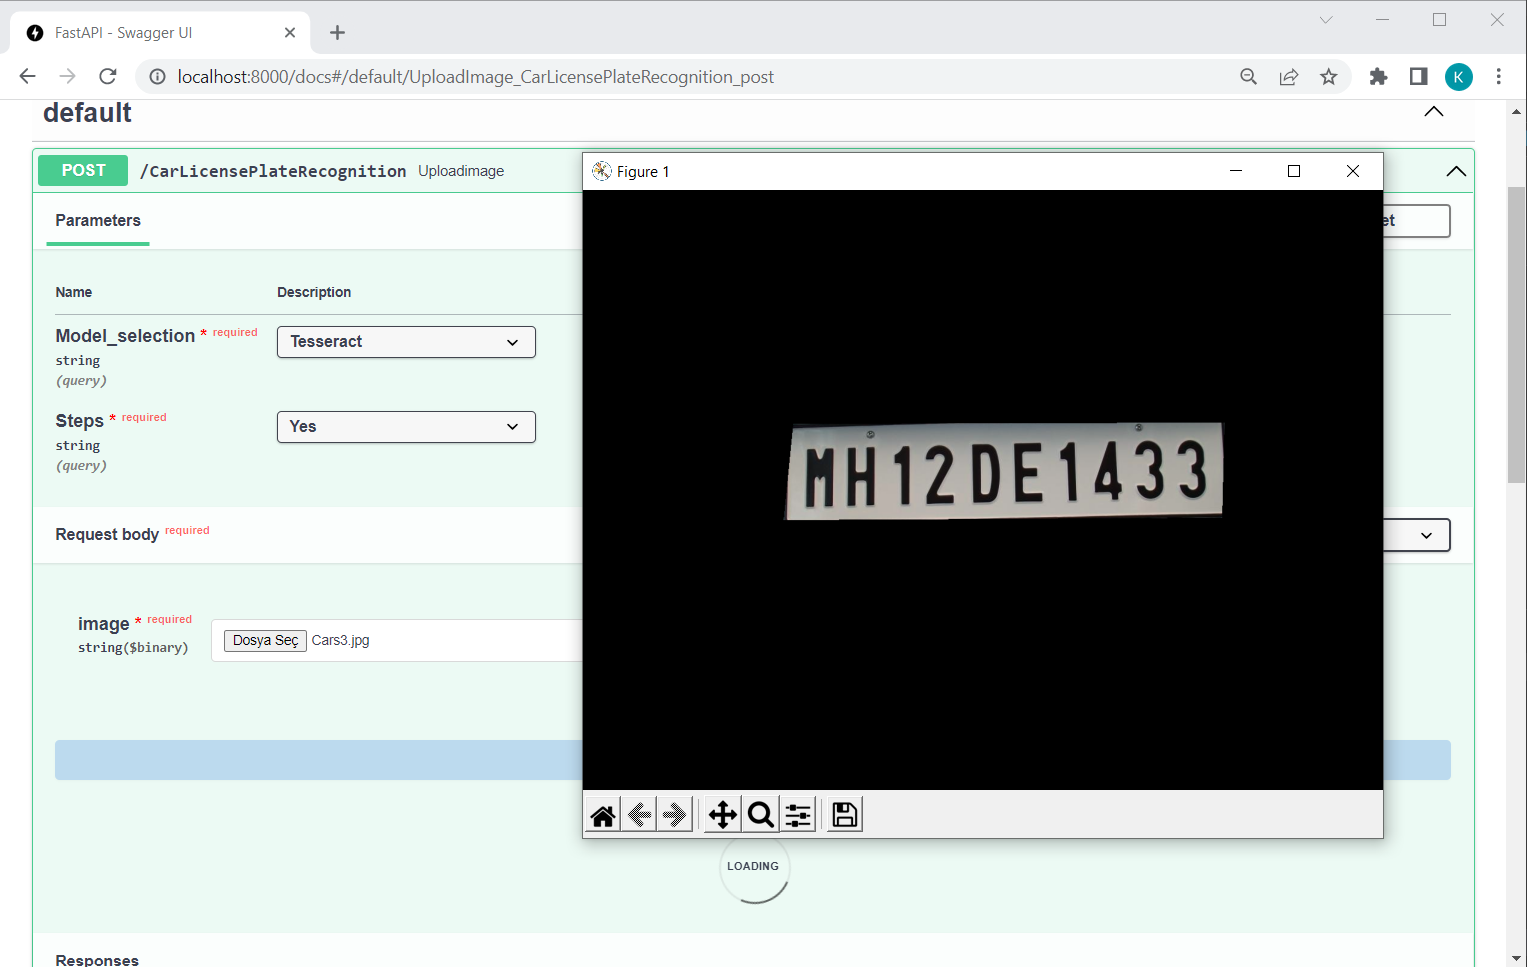 FastAPI - Swagger UI
localhost:8000/docs#/default/UploadImage_CarLicensePlateRecognition_post
K
default
POST /CarLicensePlateRecognition Uploadimage
Figure 1
Parameters
et
Name Description
Model_selection * required
string
(query)
Tesseract
Steps * required
string
(query)
Yes
MH12DE1433
Request body required
image * required
string($binary)
Dosya Seç Cars3.jpg
LOADING
Responses